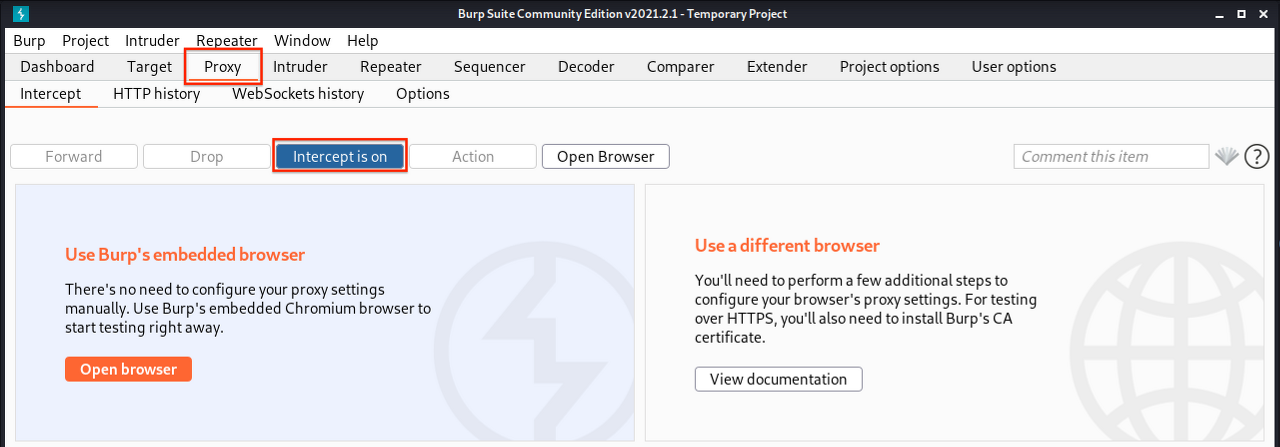 Burp Suite Community Edition v2021.2.1 - Temporary Project
Burp Project Intruder Repeater Window Help
Dashboard Target Proxy Intruder Repeater Sequencer Decoder Comparer Extender Project options User options
Intercept HTTP history WebSockets history Options
Forward Drop Intercept is on Action Open Browser Comment this item ?
Use Burp's embedded browser
There's no need to configure your proxy settings
manually. Use Burp's embedded Chromium browser to
start testing right away.
Open browser
Use a different browser
You'll need to perform a few additional steps to
configure your browser's proxy settings. For testing
over HTTPS, you'll also need to install Burp's CA
certificate.
View documentation